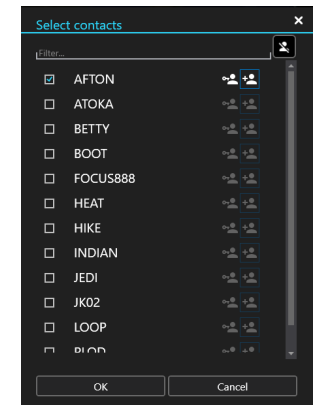 Select contacts
Filter...
AFTON
ATOKA
BETTY
BOOT
FOCUS888
HEAT
HIKE
INDIAN
JEDI
JK02
LOOP
OK
Cancel